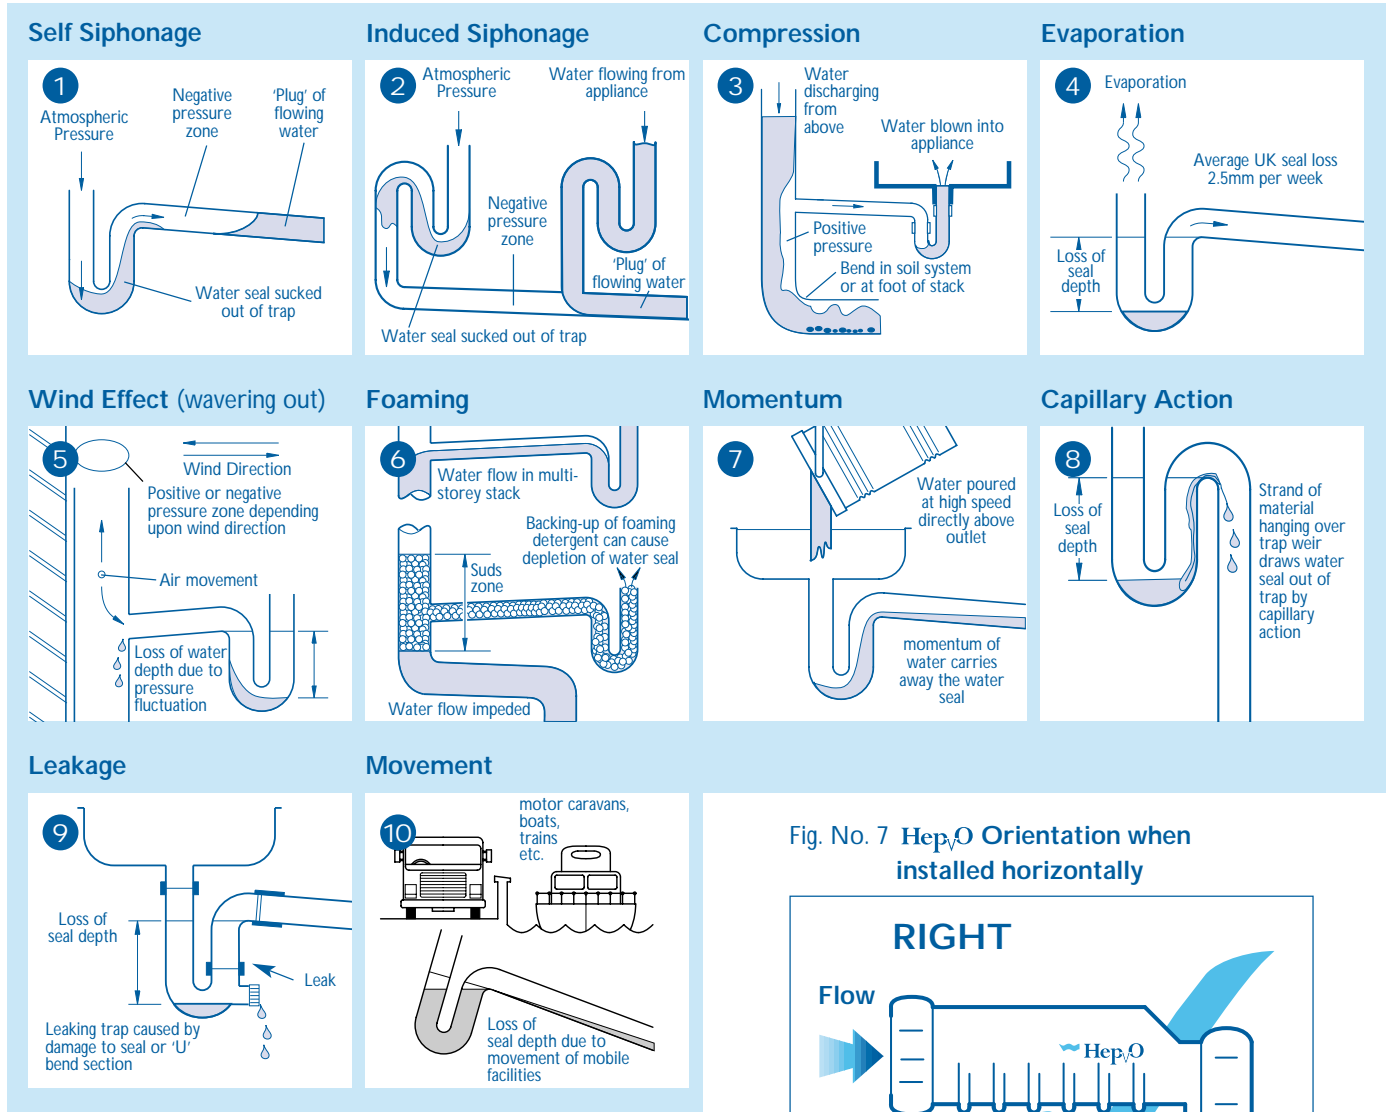 Self Siphonage
1
Atmospheric
Pressure
Negative
pressure
zone
'Plug' of
flowing
water
Water seal sucked
out of trap
Induced Siphonage
2
Atmospheric
Pressure
Water flowing from
appliance
Negative
pressure
zone
'Plug' of
flowing water
Water seal sucked out of trap
Compression
3
Water
discharging
from
above
Water blown into
appliance
Positive
pressure
Bend in soil system
or at foot of stack
Evaporation
4
Evaporation
Average UK seal loss
2.5mm per week
Loss of
seal
depth
Wind Effect (wavering out)
5
Wind Direction
Positive or negative
pressure zone depending
upon wind direction
Air movement
Loss of water
depth due to
pressure
fluctuation
Foaming
6
Water flow in multi-
storey stack
Backing-up of foaming
detergent can cause
depletion of water seal
Suds
zone
Water flow impeded
Momentum
7
Water poured
at high speed
directly above
outlet
momentum of
water carries
away the water
seal
Capillary Action
8
Loss of
seal
depth
Strand of
material
hanging over
trap weir
draws water
seal out of
trap by
capillary
action
Leakage
9
Loss of
seal depth
Leak
Leaking trap caused by
damage to seal or 'U'
bend section
Movement
10
motor caravans,
boats,
trains
etc.
Loss of
seal depth due to
movement of mobile
facilities
Fig. No. 7 HepvO Orientation when
installed horizontally
RIGHT
Flow
HepvO